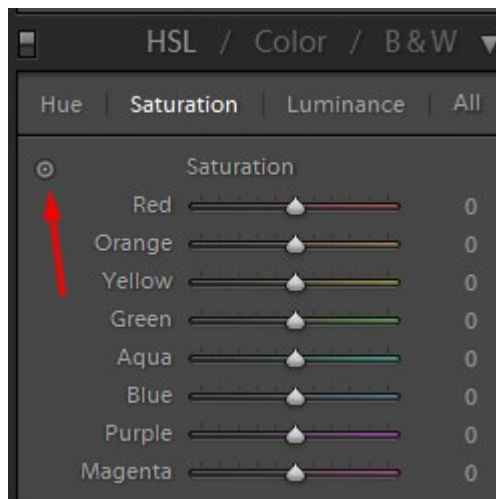 HSL / Color / B & W
Hue | Saturation | Luminance | All
Saturation
Red 0
Orange 0
Yellow 0
Green 0
Aqua 0
Blue 0
Purple 0
Magenta 0